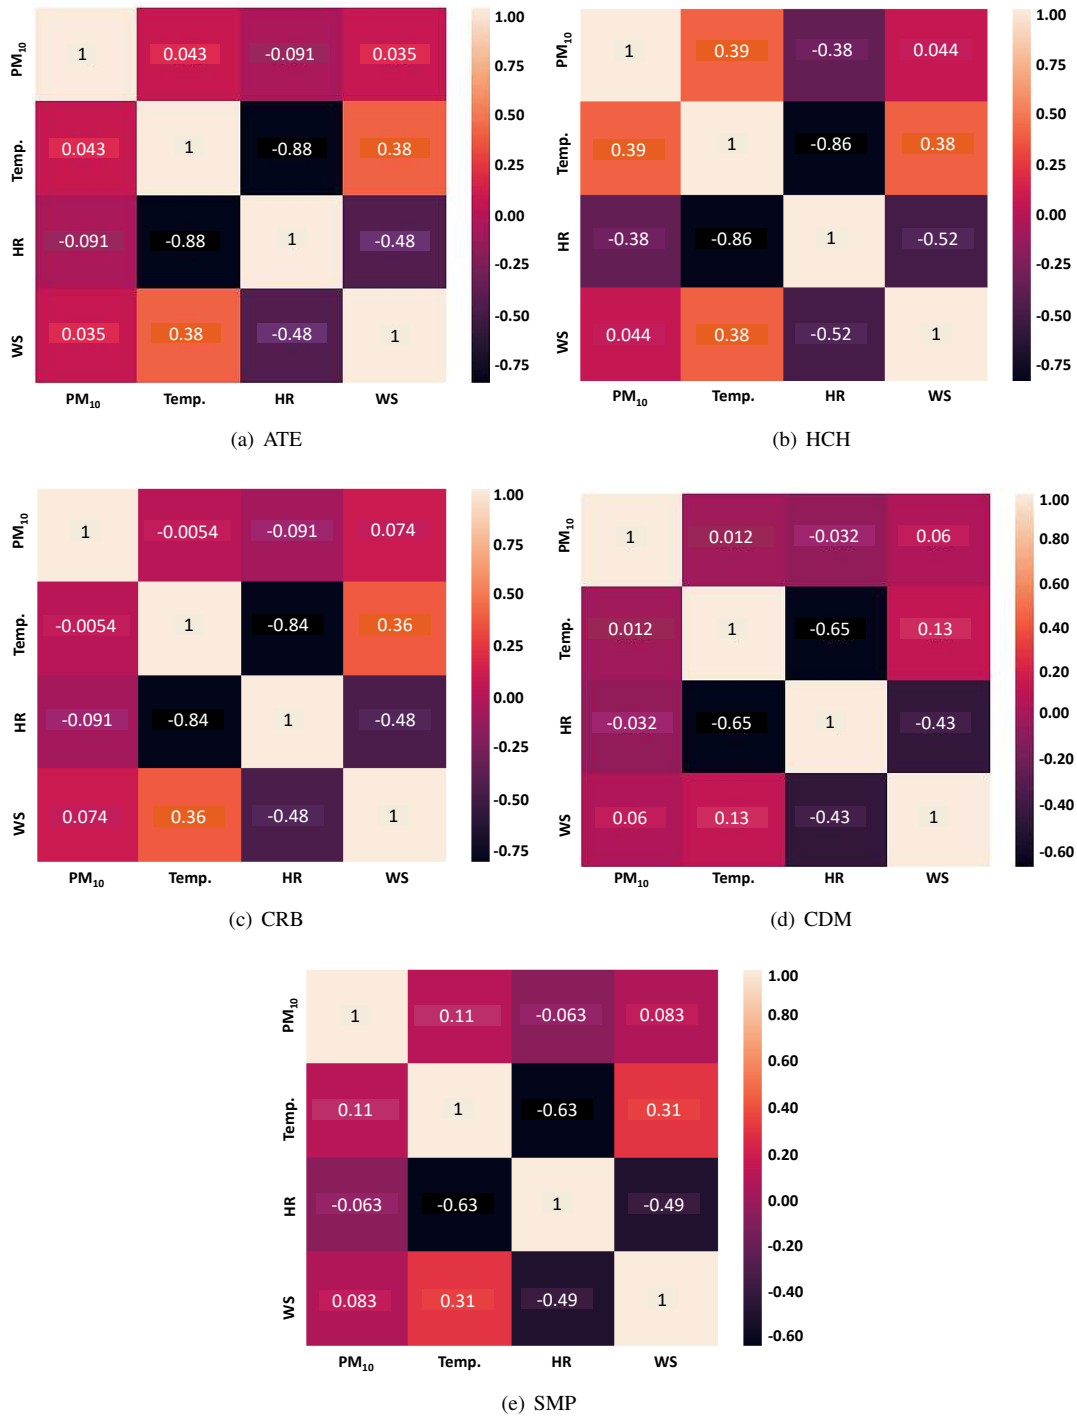 PM10 1 0.043 -0.091 0.035
Temp. 0.043 1 -0.88 0.38
HR -0.091 -0.88 1 -0.48
WS 0.035 0.38 -0.48 1
PM10 Temp. HR WS
1.00
0.75
0.50
0.25
0.00
-0.25
-0.50
-0.75
(a) ATE
PM10 1 0.39 -0.38 0.044
Temp. 0.39 1 -0.86 0.38
HR -0.38 -0.86 1 -0.52
WS 0.044 0.38 -0.52 1
PM10 Temp. HR WS
1.00
0.75
0.50
0.25
0.00
-0.25
-0.50
-0.75
(b) HCH
PM10 1 -0.0054 -0.091 0.074
Temp. -0.0054 1 -0.84 0.36
HR -0.091 -0.84 1 -0.48
WS 0.074 0.36 -0.48 1
PM10 Temp. HR WS
1.00
0.75
0.50
0.25
0.00
-0.25
-0.50
-0.75
(c) CRB
PM10 1 0.012 -0.032 0.06
Temp. 0.012 1 -0.65 0.13
HR -0.032 -0.65 1 -0.43
WS 0.06 0.13 -0.43 1
PM10 Temp. HR WS
1.00
0.80
0.60
0.40
0.20
0.00
-0.20
-0.40
-0.60
(d) CDM
PM10 1 0.11 -0.063 0.083
Temp. 0.11 1 -0.63 0.31
HR -0.063 -0.63 1 -0.49
WS 0.083 0.31 -0.49 1
PM10 Temp. HR WS
1.00
0.80
0.60
0.40
0.20
0.00
-0.20
-0.40
-0.60
(e) SMP